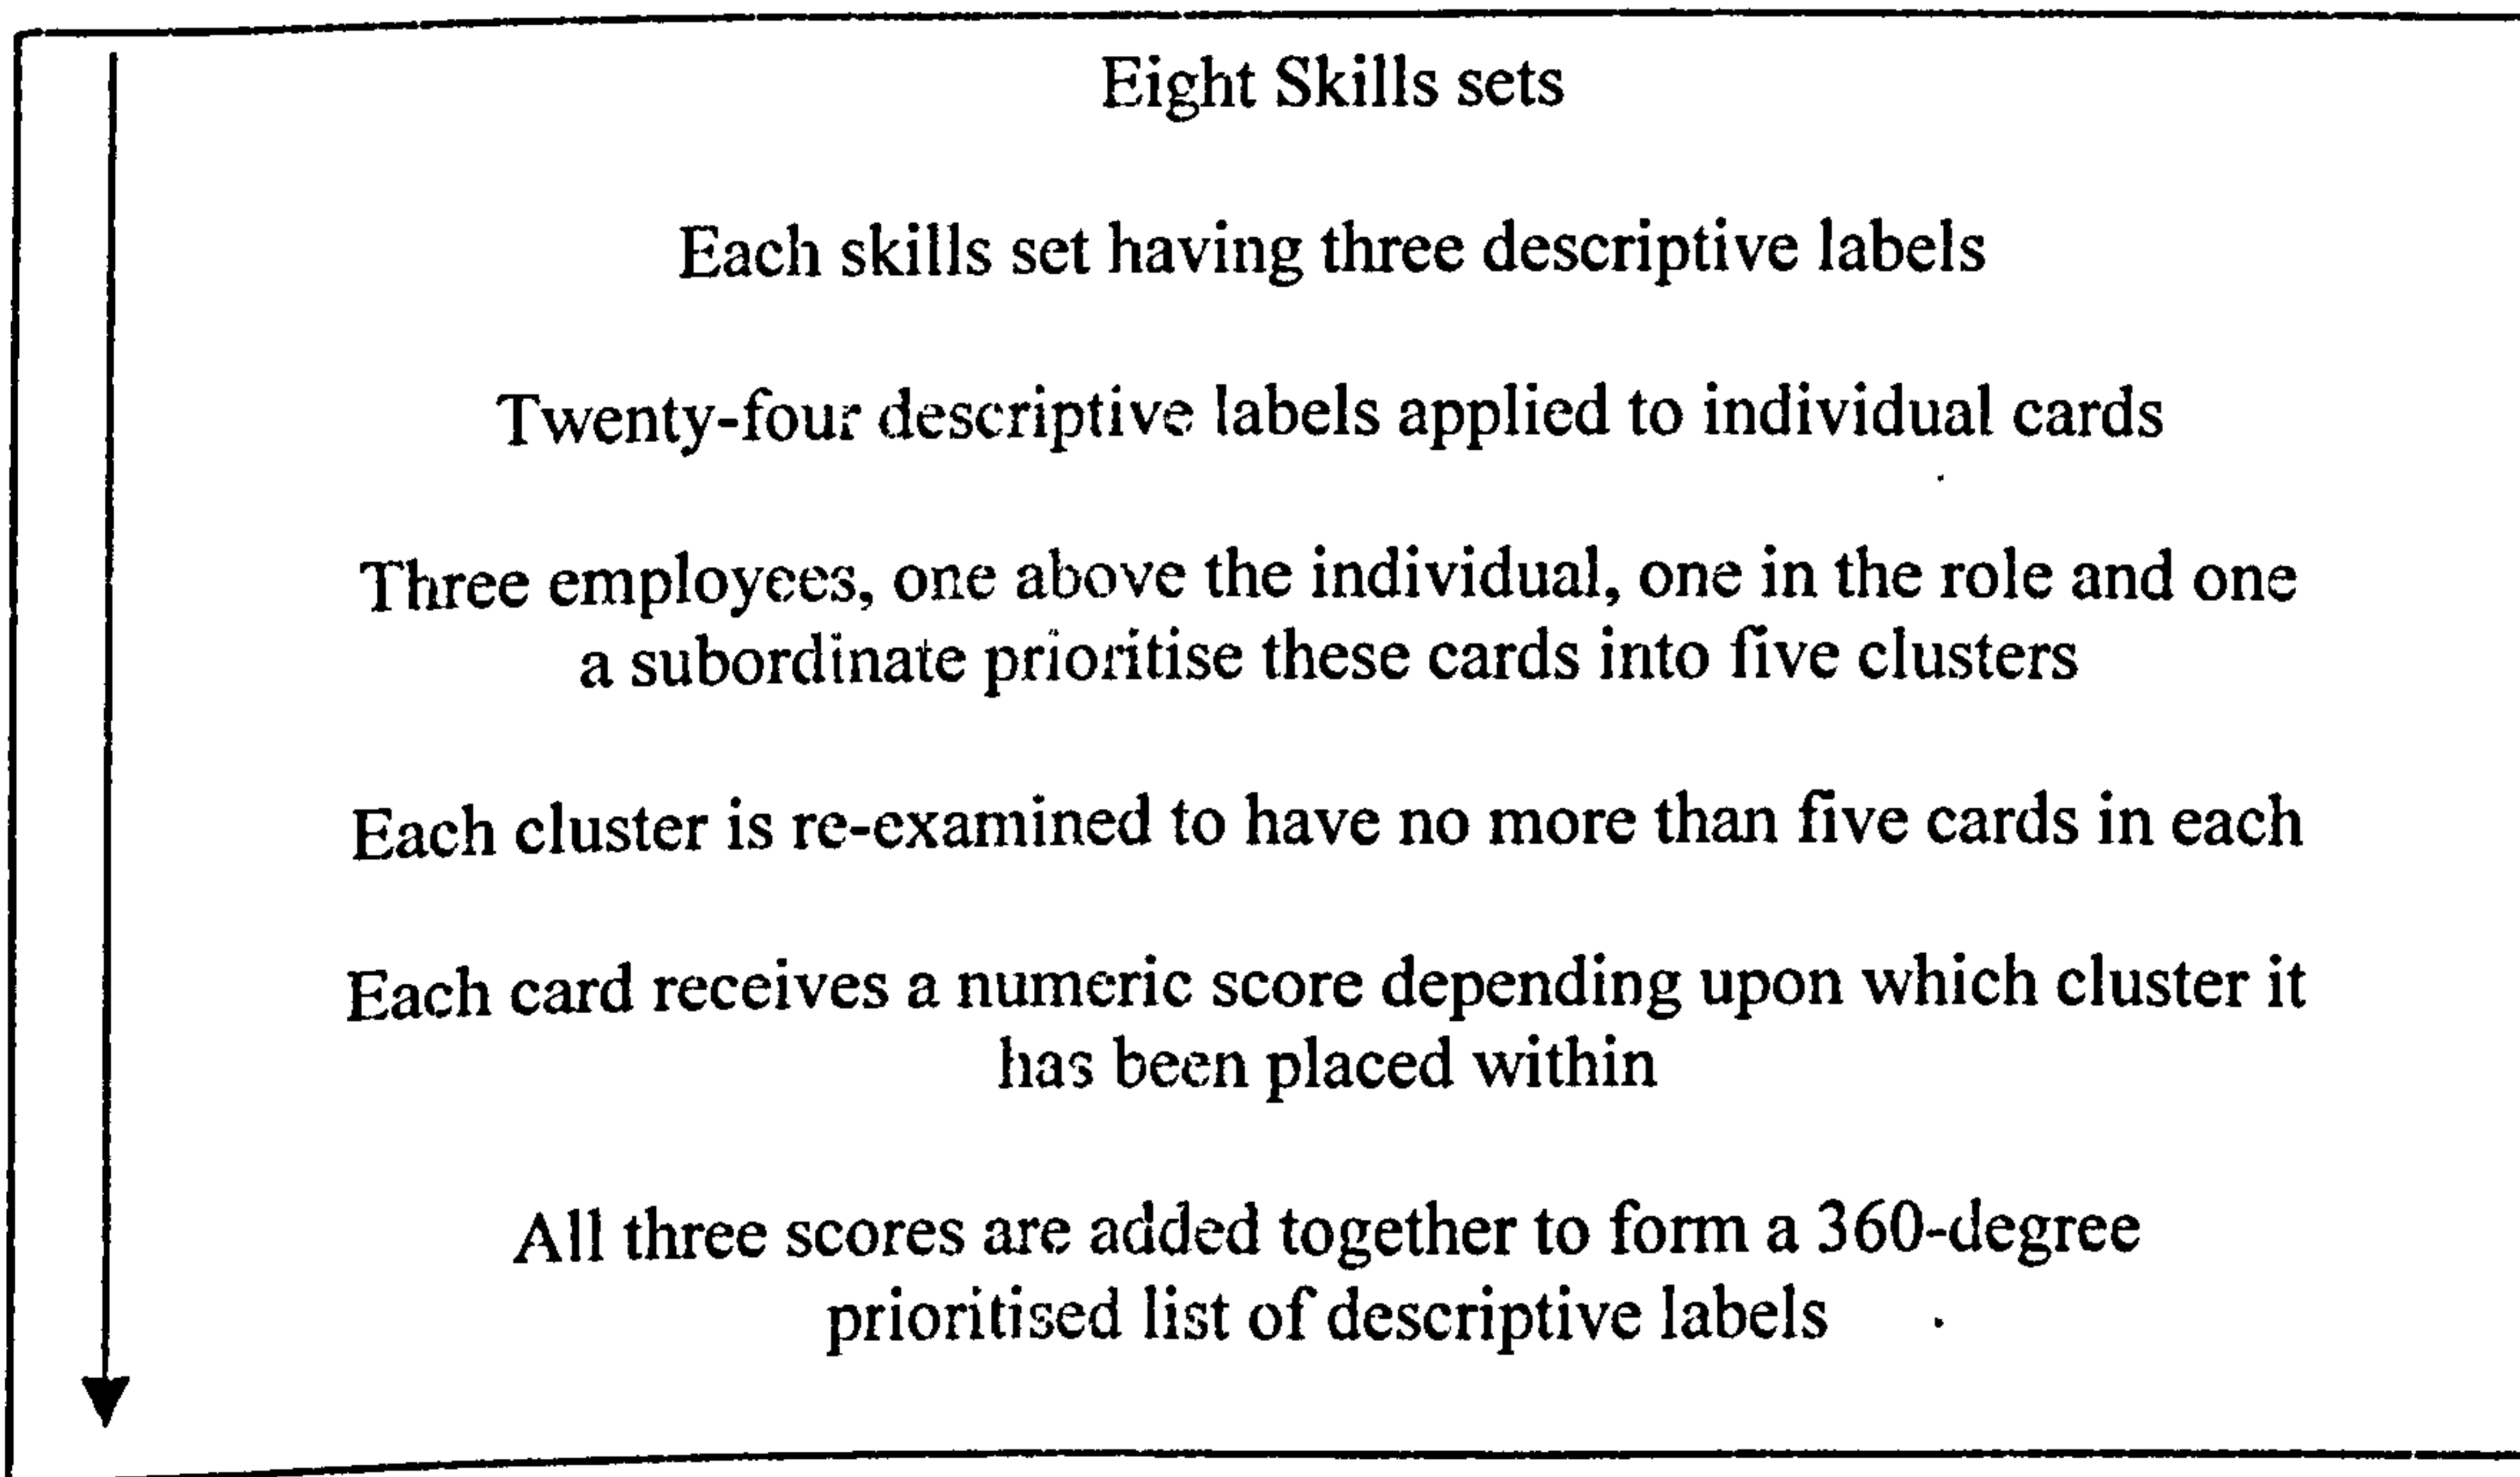 Eight Skills sets
Each skills set having three descriptive labels
Twenty-four descriptive labels applied to individual cards
Three employees, one above the individual, one in the role and one
a subordinate prioritise these cards into five clusters
Each cluster is re-examined to have no more than five cards in each
Each card receives a numeric score depending upon which cluster it
has been placed within
All three scores are added together to form a 360-degree
prioritised list of descriptive labels